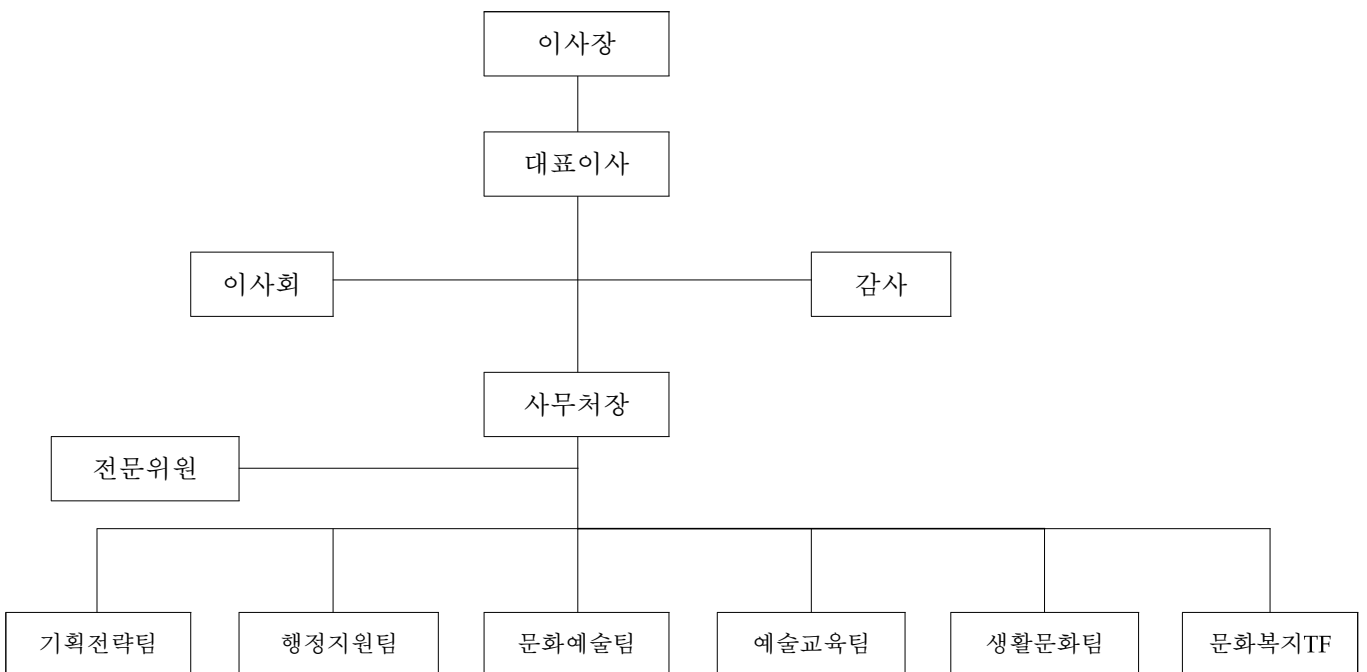 이사장
대표이사
이사회
감사
사무처장
전문위원
기획전략팀
행정지원팀
문화예술팀
예술교육팀
생활문화팀
문화복지TF